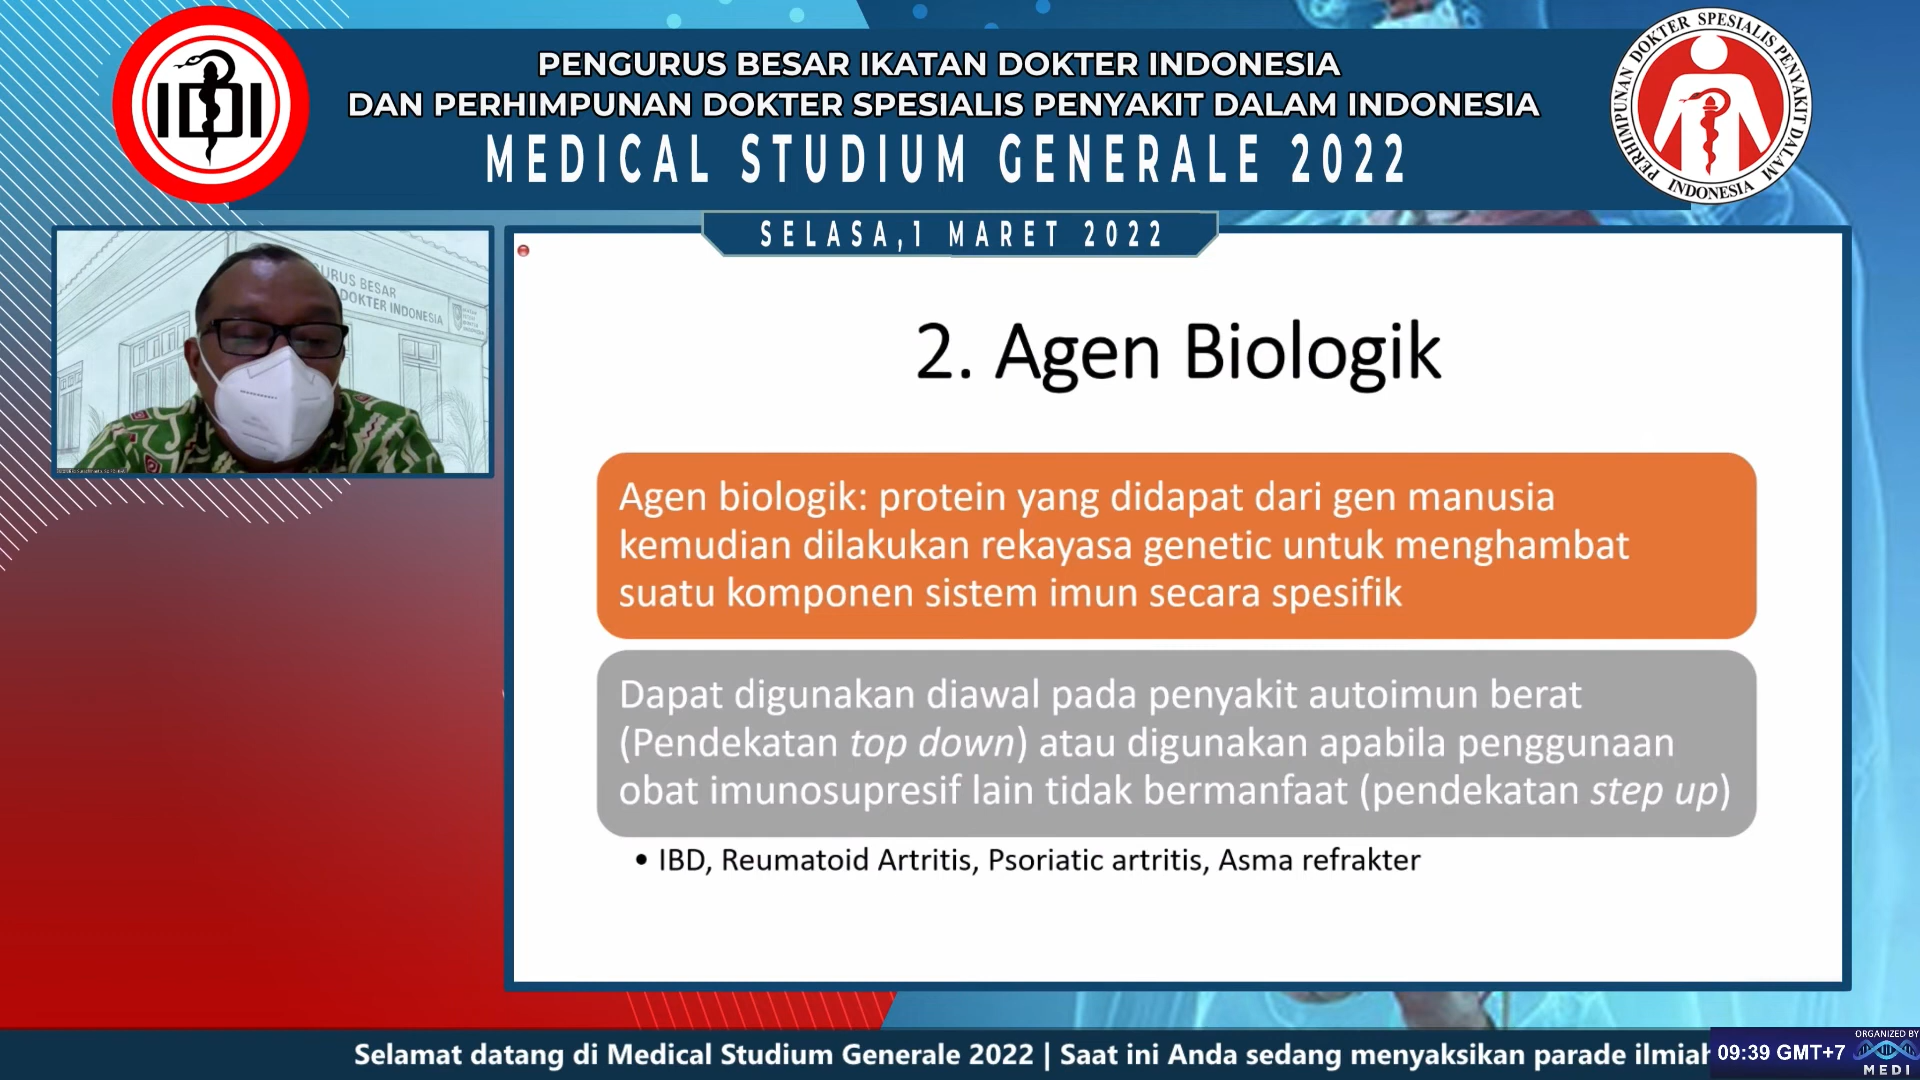 PENGURUS BESAR IKATAN DOKTER INDONESIA
DAN PERHIMPUNAN DOKTER SPESIALIS PENYAKIT DALAM INDONESIA
MEDICAL STUDIUM GENERALE 2022
SELASA,1 MARET 2022
IDI
PERHIMPUNAN DOKTER SPESIALIS PENYAKIT DALAM
INDONESIA
GURUS BESAR
DOKTER INDONESIA
2. Agen Biologik
Agen biologik: protein yang didapat dari gen manusia
kemudian dilakukan rekayasa genetic untuk menghambat
suatu komponen sistem imun secara spesifik
Dapat digunakan diawal pada penyakit autoimun berat
(Pendekatan top down) atau digunakan apabila penggunaan
obat imunosupresif lain tidak bermanfaat (pendekatan step up)
• IBD, Reumatoid Artritis, Psoriatic artritis, Asma refrakter
Selamat datang di Medical Studium Generale 2022 | Saat ini Anda sedang menyaksikan parade ilmiah
09:39 GMT+7
ORGANIZED BY
MEDI